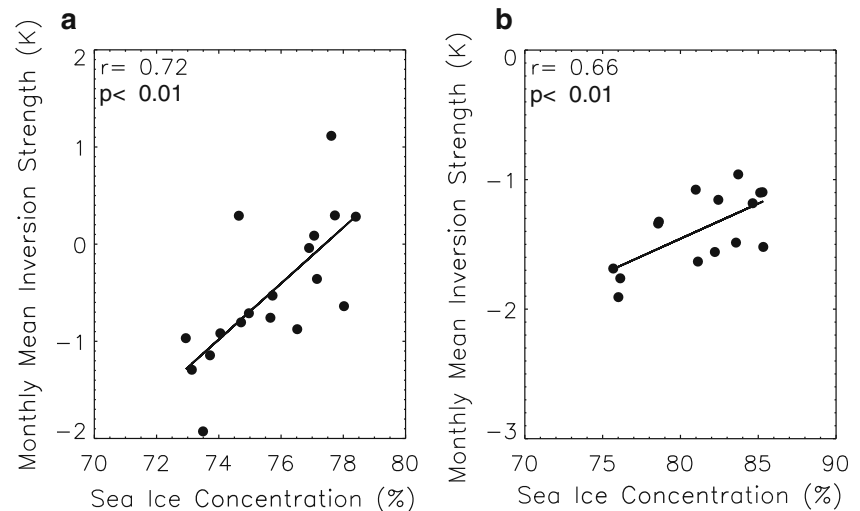 a
Monthly Mean Inversion Strength (K)
r= 0.72
p< 0.01
2
1
0
−1
−2
70 72 74 76 78 80
Sea Ice Concentration (%)
b
Monthly Mean Inversion Strength (K)
r= 0.66
p< 0.01
0
−1
−2
−3
70 75 80 85 90
Sea Ice Concentration (%)